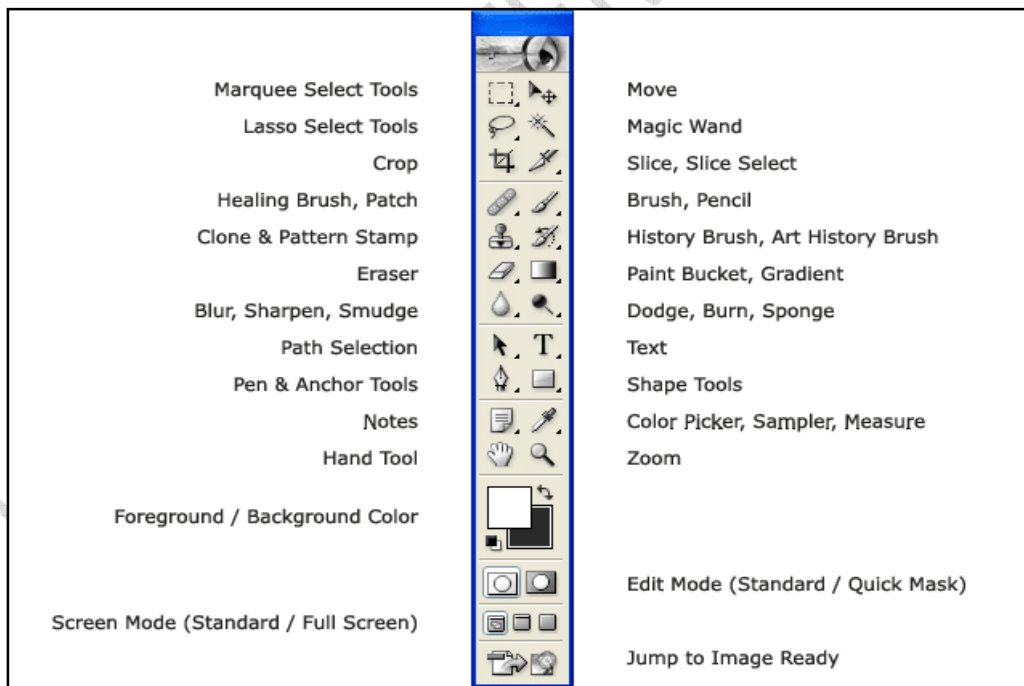 Marquee Select Tools
Move
Lasso Select Tools
Magic Wand
Crop
Slice, Slice Select
Healing Brush, Patch
Brush, Pencil
Clone & Pattern Stamp
History Brush, Art History Brush
Eraser
Paint Bucket, Gradient
Blur, Sharpen, Smudge
Dodge, Burn, Sponge
Path Selection
T
Text
Pen & Anchor Tools
Shape Tools
Notes
Color Picker, Sampler, Measure
Hand Tool
Zoom
Foreground / Background Color
Edit Mode (Standard / Quick Mask)
Screen Mode (Standard / Full Screen)
Jump to Image Ready